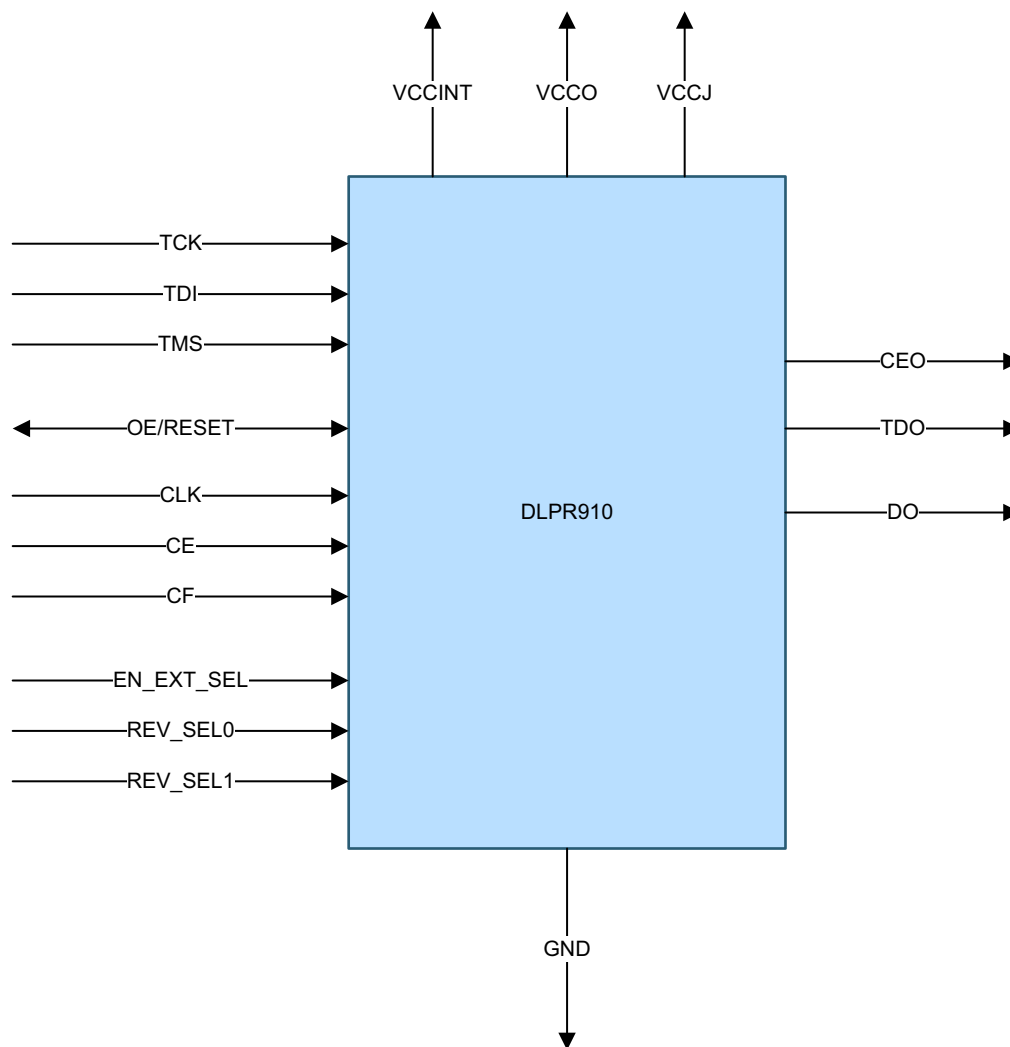 VCCINT
VCCO
VCCJ
TCK
TDI
TMS
OE/RESET
CLK
CE
CF
EN_EXT_SEL
REV_SEL0
REV_SEL1
DLPR910
CEO
TDO
DO
GND